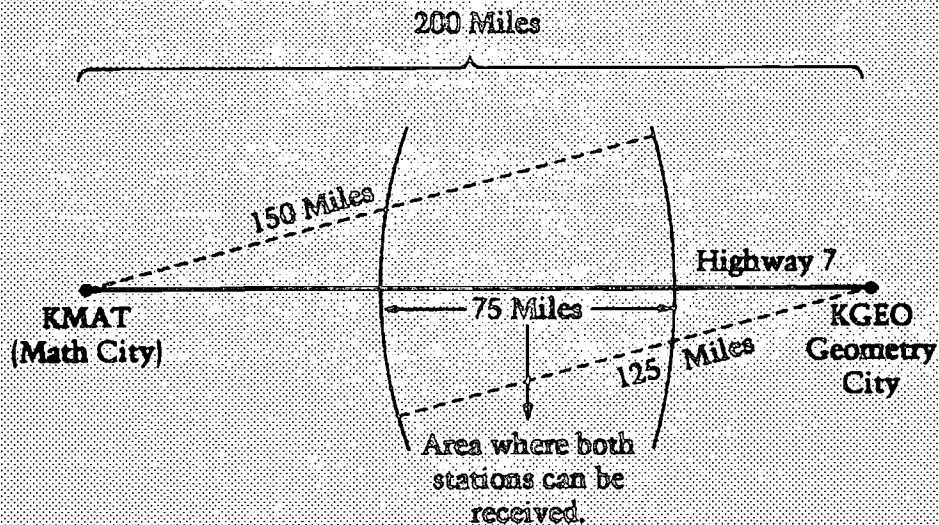 200 Miles
150 Miles
Highway 7
75 Miles
KMAT
(Math City)
KGEO
Geometry
City
125 Miles
Area where both
stations can be
received.